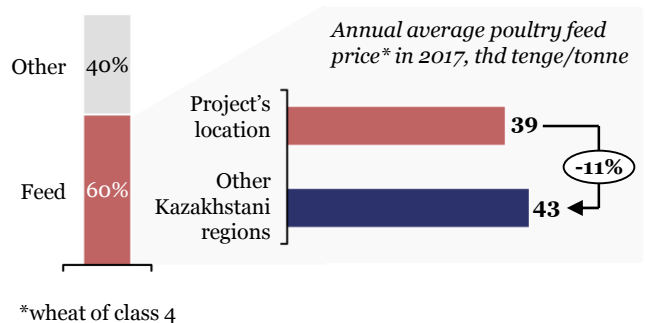 Annual average poultry feed
price* in 2017, thd tenge/tonne
Other
40%
Feed
60%
Project's
location
39
-11%
Other
Kazakhstani
regions
43
*wheat of class 4